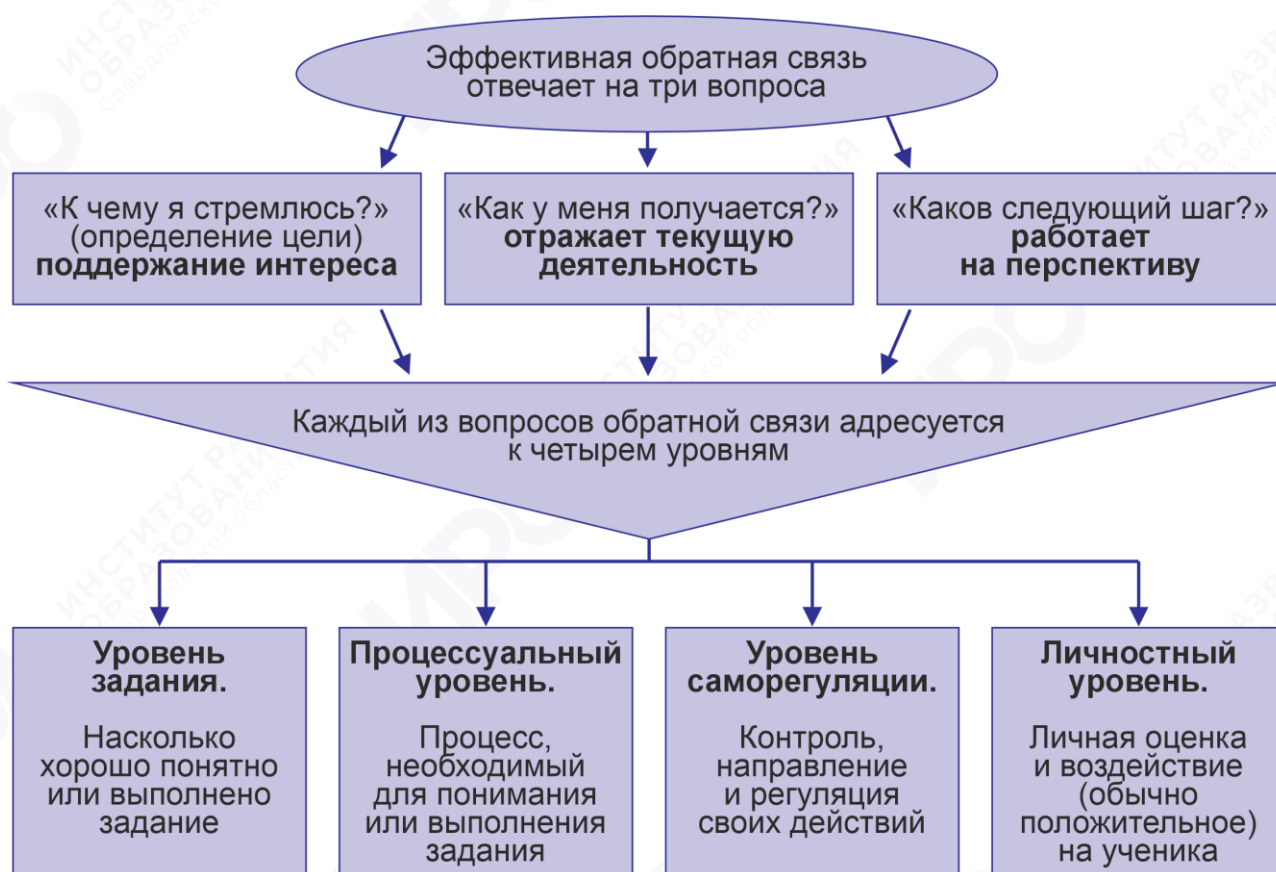 Эффективная обратная связь
отвечает на три вопроса
«К чему я стремлюсь?»
(определение цели)
поддержание интереса
«Как у меня получается?»
отражает текущую
деятельность
«Каков следующий шаг?»
работает
на перспективу
Каждый из вопросов обратной связи адресуется
к четырем уровням
Уровень
задания.
Насколько
хорошо понятно
или выполнено
задание
Процессуальный
уровень.
Процесс,
необходимый
для понимания
или выполнения
задания
Уровень
саморегуляции.
Контроль,
направление
и регуляция
своих действий
Личностный
уровень.
Личная оценка
и воздействие
(обычно
положительное)
на ученика